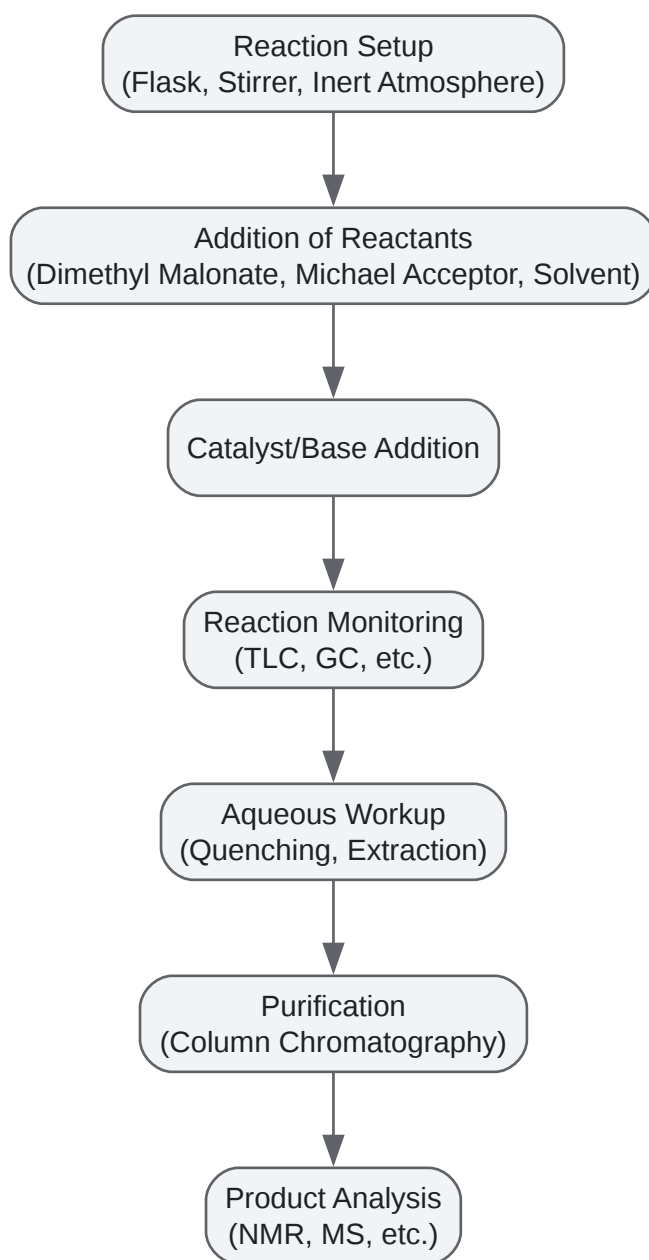 Reaction Setup
(Flask, Stirrer, Inert Atmosphere)
Addition of Reactants
(Dimethyl Malonate, Michael Acceptor, Solvent)
Catalyst/Base Addition
Reaction Monitoring
(TLC, GC, etc.)
Aqueous Workup
(Quenching, Extraction)
Purification
(Column Chromatography)
Product Analysis
(NMR, MS, etc.)